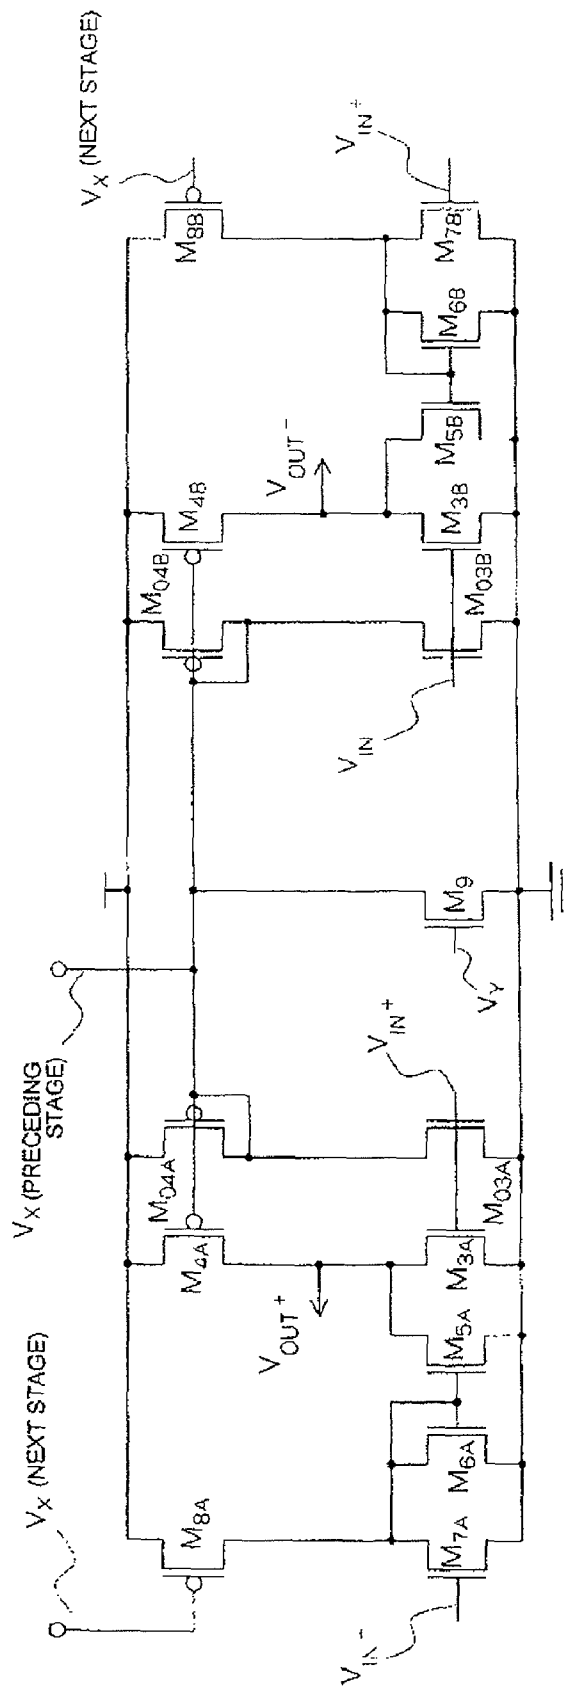 VX (NEXT STAGE)
VX (PRECEDING
STAGE)
VX (NEXT STAGE)
M8A
M4A
M04A
M04B
M4B
M8B
VOUT+
VOUT-
VIN+
VY
VIN
VIN+
VIN-
M7A
M6A
M5A
M3A
M03A
M9
M03B
M3B
M5B
M6B
M7B